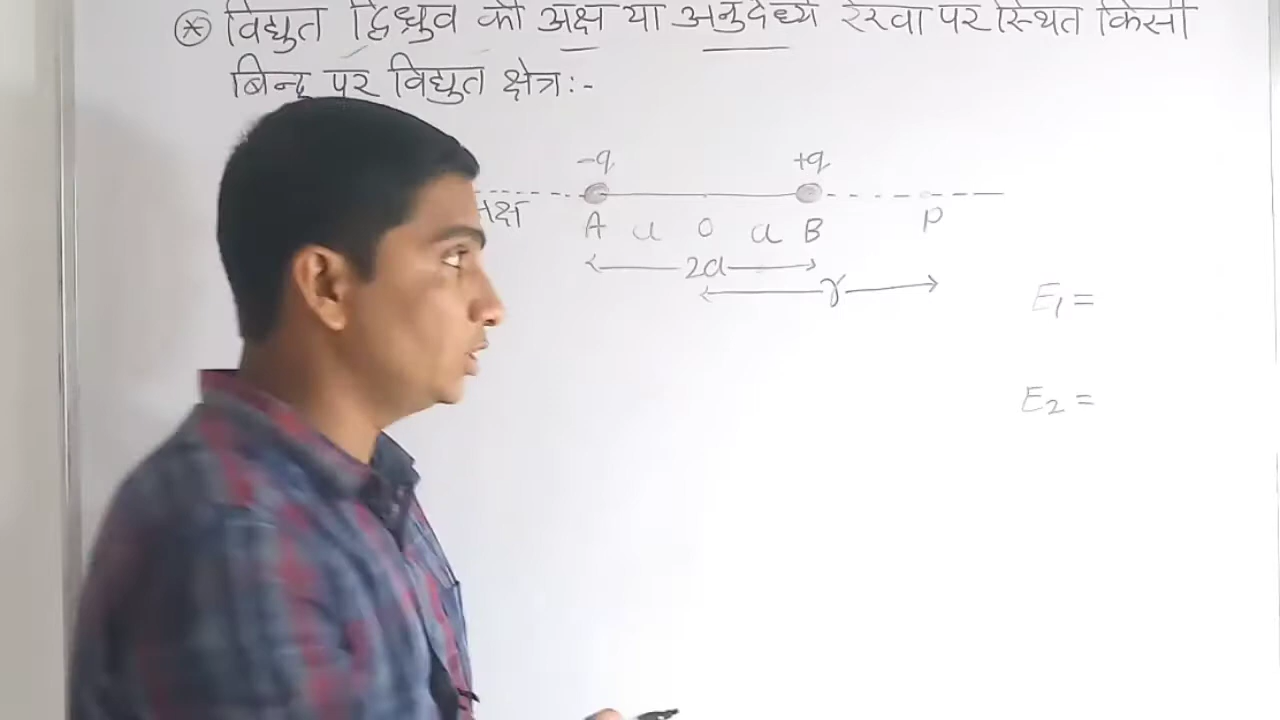 ⊛ विद्युत द्विध्रुव की अक्ष या अनुदैर्ध्य रेखा पर स्थित किसी
बिन्दु पर विद्युत क्षेत्र :-
-q +q
अक्ष A a O a B P
2a
r
E₁ =
E₂ =